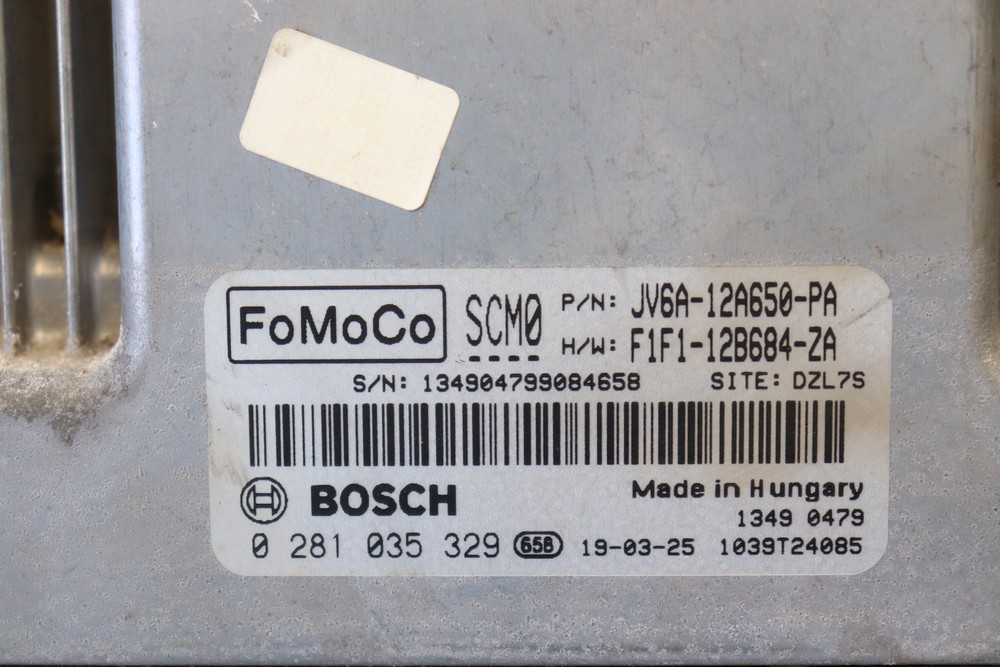 FoMoCo SCM0 P/N: JV6A-12A650-PA
H/W: F1F1-12B684-ZA
S/N: 134904799084658 SITE: DZL7S
BOSCH Made in Hungary
1349 0479
0 281 035 329 65B 19-03-25 1039T24085